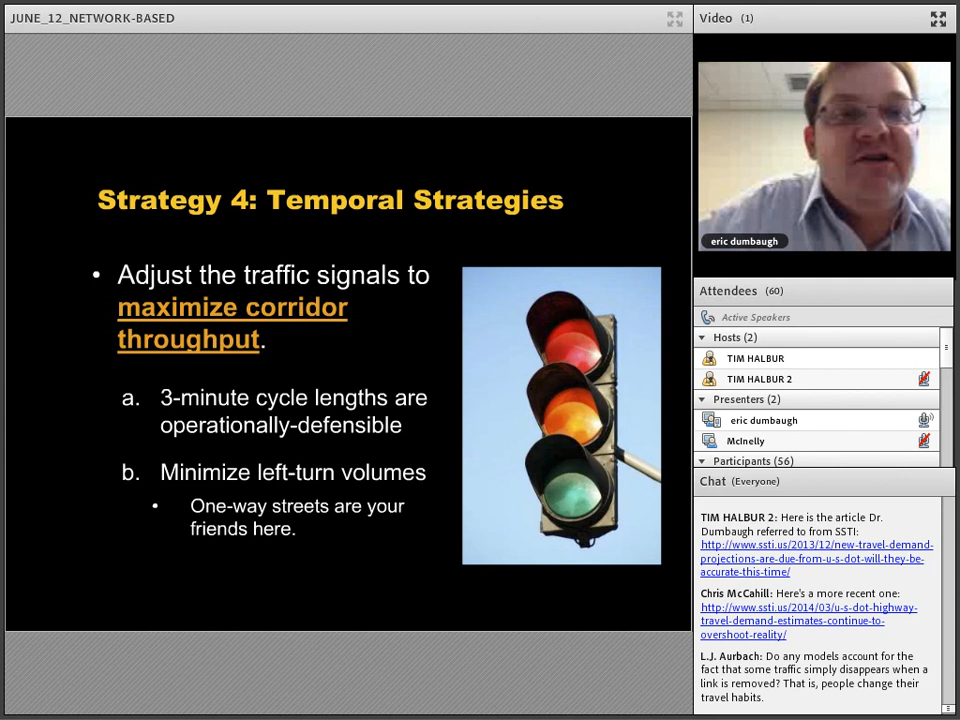 JUNE_12_NETWORK-BASED
Strategy 4: Temporal Strategies
• Adjust the traffic signals to
maximize corridor
throughput.
a. 3-minute cycle lengths are
operationally-defensible
b. Minimize left-turn volumes
• One-way streets are your
friends here.
Video (1)
eric dumbaugh
Attendees (60)
Active Speakers
Hosts (2)
TIM HALBUR
TIM HALBUR 2
Presenters (2)
eric dumbaugh
McInelly
Participants (56)
Chat (Everyone)
TIM HALBUR 2: Here is the article Dr.
Dumbaugh referred to from SSTI:
http://www.ssti.us/2013/12/new-travel-demand-
projections-are-due-from-u-s-dot-will-they-be-
accurate-this-time/
Chris McCahill: Here's a more recent one:
http://www.ssti.us/2014/03/u-s-dot-highway-
travel-demand-estimates-continue-to-
overshoot-reality/
L.J. Aurbach: Do any models account for the
fact that some traffic simply disappears when a
link is removed? That is, people change their
travel habits.